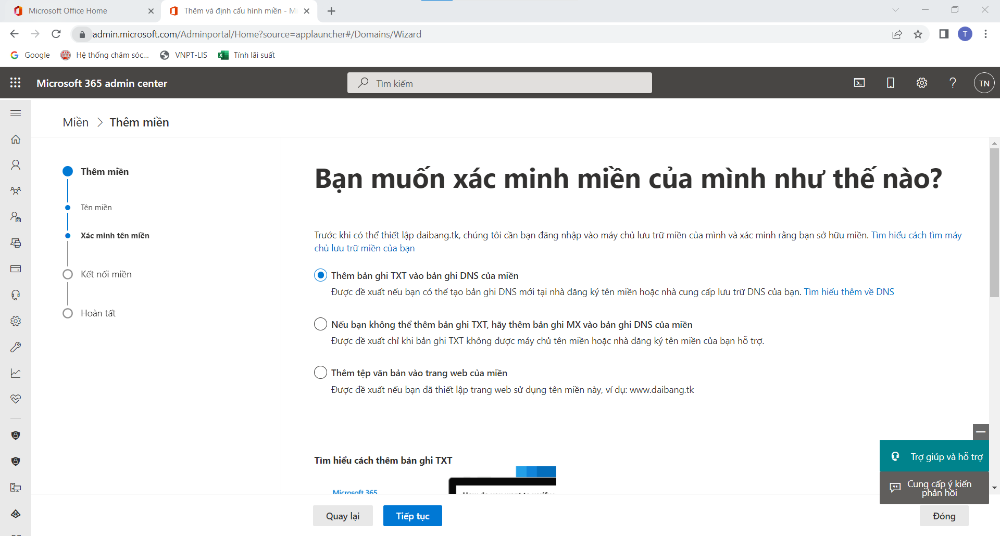 Microsoft Office Home
Thêm và định cấu hình miền - Mi
admin.microsoft.com/Adminportal/Home?source=applauncher#/Domains/Wizard
T
Google
Hệ thống chăm sóc...
VNPT-LIS
Tính lãi suất
Microsoft 365 admin center
Tìm kiếm
TN
Miền > Thêm miền
Thêm miền
Tên miền
Xác minh tên miền
Kết nối miền
Hoàn tất
Bạn muốn xác minh miền của mình như thế nào?
Trước khi có thể thiết lập daibang.tk, chúng tôi cần bạn đăng nhập vào máy chủ lưu trữ miền của mình và xác minh rằng bạn sở hữu miền. Tìm hiểu cách tìm máy
chủ lưu trữ miền của bạn
Thêm bản ghi TXT vào bản ghi DNS của miền
Được đề xuất nếu bạn có thể tạo bản ghi DNS mới tại nhà đăng ký tên miền hoặc nhà cung cấp lưu trữ DNS của bạn. Tìm hiểu thêm về DNS
Nếu bạn không thể thêm bản ghi TXT, hãy thêm bản ghi MX vào bản ghi DNS của miền
Được đề xuất chỉ khi bản ghi TXT không được máy chủ tên miền hoặc nhà đăng ký tên miền của bạn hỗ trợ.
Thêm tệp văn bản vào trang web của miền
Được đề xuất nếu bạn đã thiết lập trang web sử dụng tên miền này, ví dụ: www.daibang.tk
Tìm hiểu cách thêm bản ghi TXT
Microsoft 365
Trợ giúp và hỗ trợ
Cung cấp ý kiến
phản hồi
Quay lại
Tiếp tục
Đóng